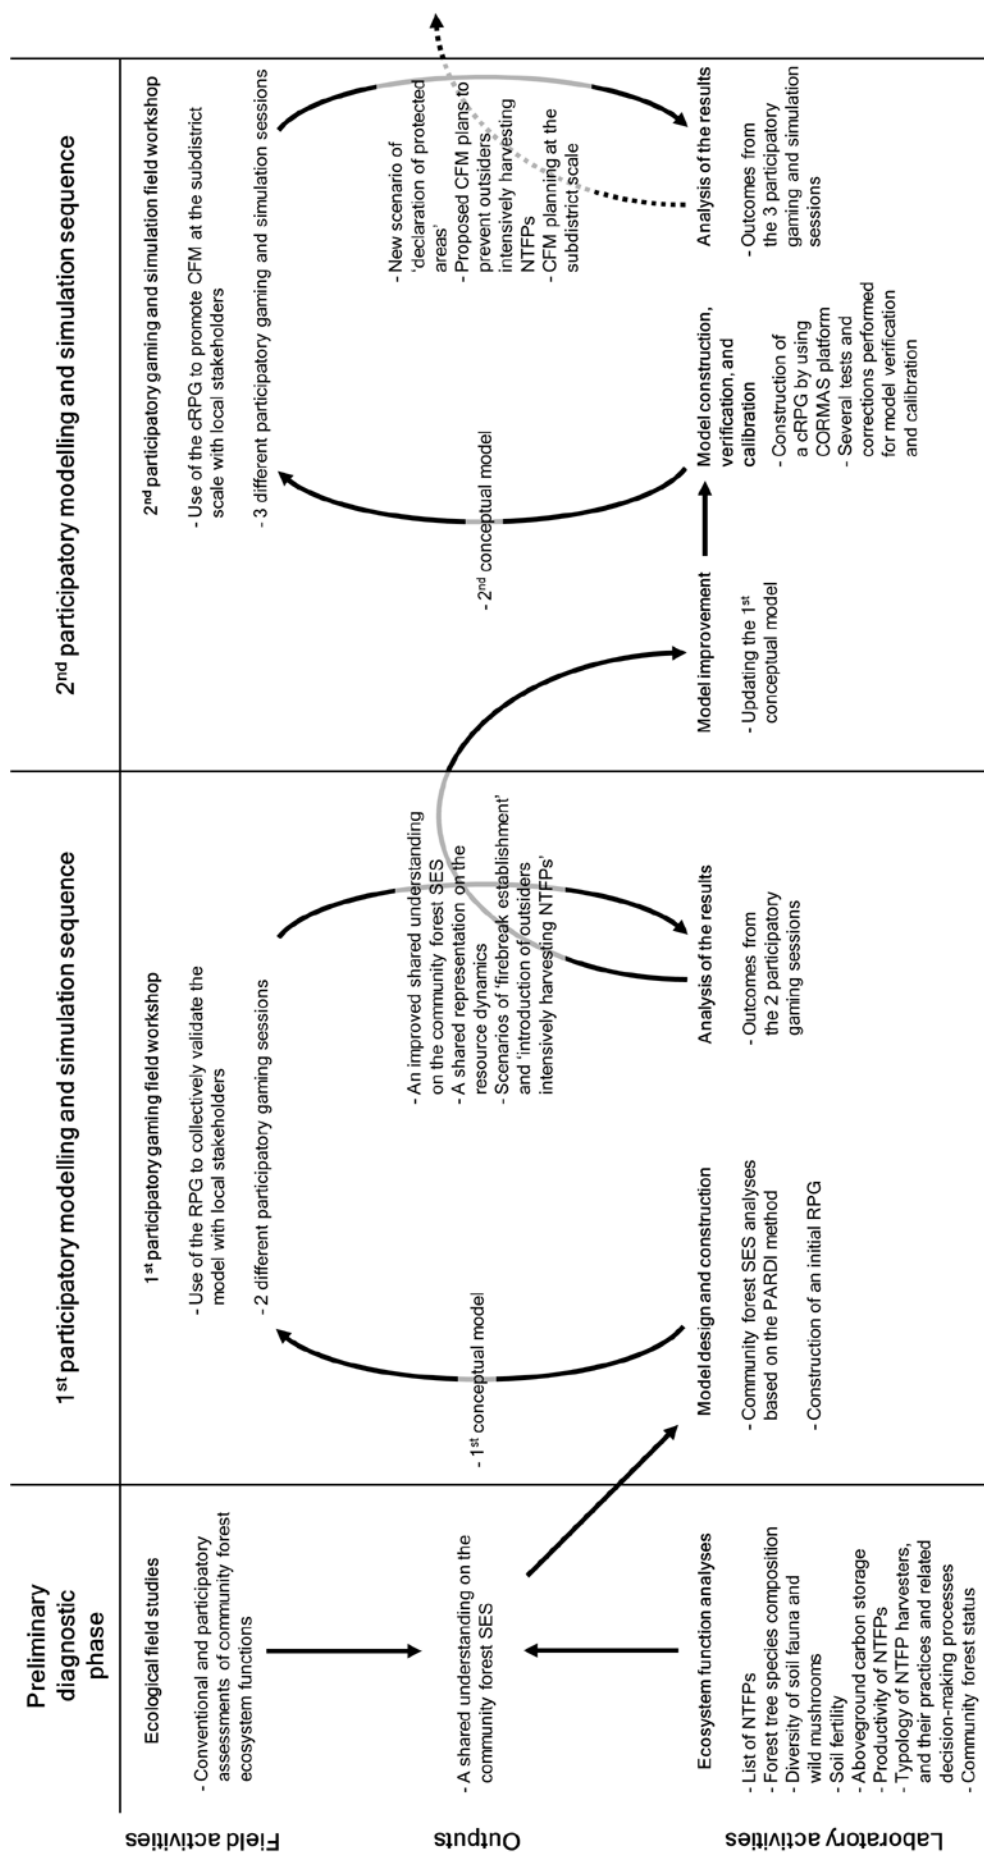 Preliminary
diagnostic
phase
1st participatory modelling and simulation sequence
2nd participatory modelling and simulation sequence
Field activities
Ecological field studies
- Conventional and participatory
assessments of community forest
ecosystem functions
1st participatory gaming field workshop
- Use of the RPG to collectively validate the
model with local stakeholders
- 2 different participatory gaming sessions
2nd participatory gaming and simulation field workshop
- Use of the cRPG to promote CFM at the subdistrict
scale with local stakeholders
- 3 different participatory gaming and simulation sessions
Outputs
- A shared understanding on the
community forest SES
- 1st conceptual model
- An improved shared understanding
on the community forest SES
- A shared representation on the
resource dynamics
- Scenarios of 'firebreak establishment'
and 'introduction of outsiders
intensively harvesting NTFPs'
- 2nd conceptual model
- New scenario of
'declaration of protected
areas'
- Proposed CFM plans to
prevent outsiders
intensively harvesting
NTFPs
- CFM planning at the
subdistrict scale
Laboratory activities
Ecosystem function analyses
- List of NTFPs
- Forest tree species composition
- Diversity of soil fauna and
wild mushrooms
- Soil fertility
- Aboveground carbon storage
- Productivity of NTFPs
- Typology of NTFP harvesters,
and their practices and related
decision-making processes
- Community forest status
Model design and construction
- Community forest SES analyses
based on the PARDI method
- Construction of an initial RPG
Analysis of the results
- Outcomes from
the 2 participatory
gaming sessions
Model improvement
- Updating the 1st
conceptual model
Model construction,
verification, and
calibration
- Construction of
a cRPG by using
CORMAS platform
- Several tests and
corrections performed
for model verification
and calibration
Analysis of the results
- Outcomes from
the 3 participatory
gaming and simulation
sessions